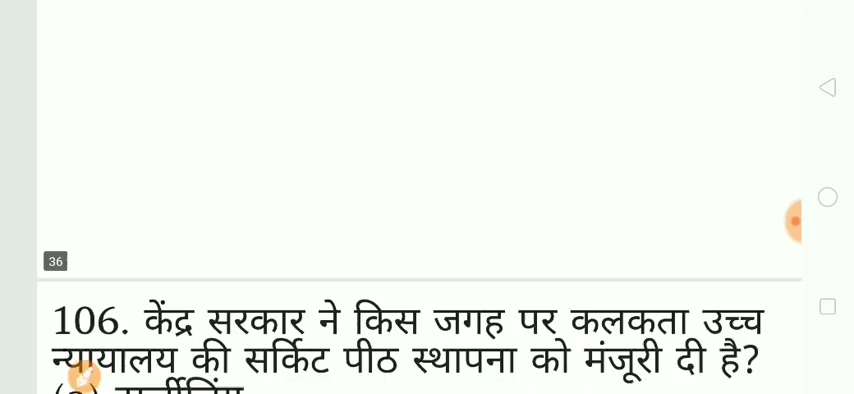 36
106. केंद्र सरकार ने किस जगह पर कलकता उच्च
न्यायालय की सर्किट पीठ स्थापना को मंजूरी दी है?